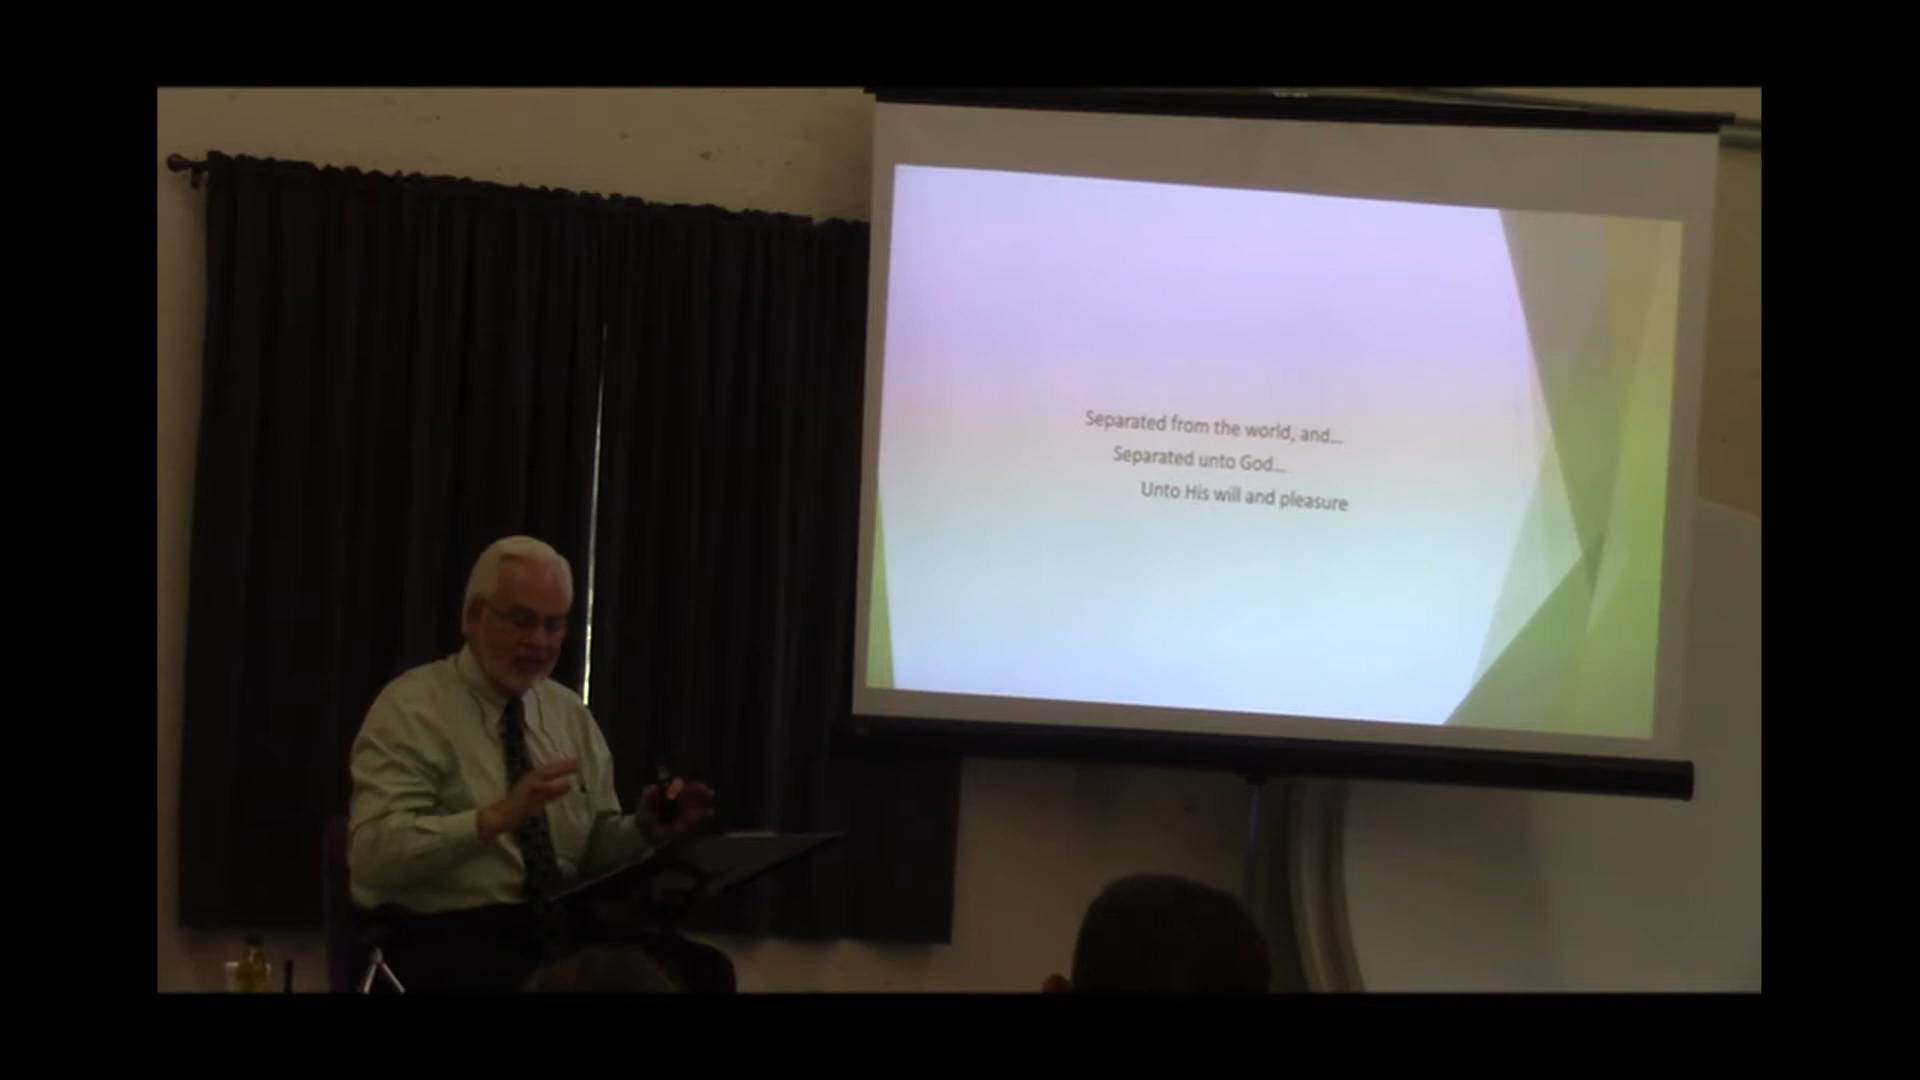 Separated from the world, and...
Separated unto God...
Unto His will and pleasure